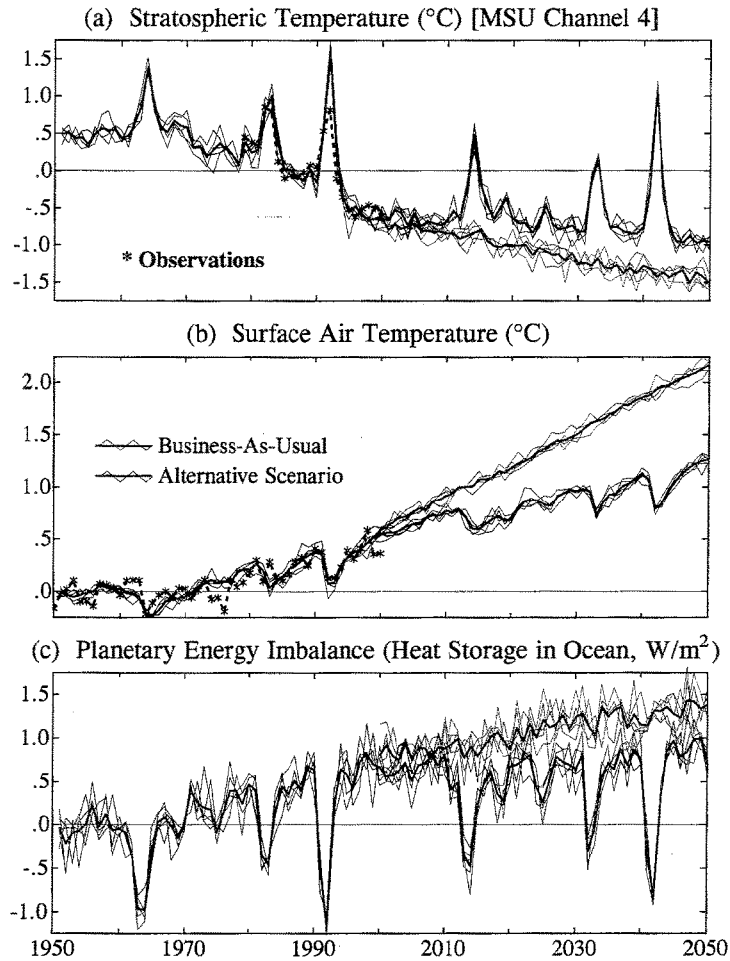 (a) Stratospheric Temperature (°C) [MSU Channel 4]
1.5
1.0
.5
.0
-.5
-1.0
-1.5
* Observations
(b) Surface Air Temperature (°C)
2.0
1.5
1.0
.5
.0
Business-As-Usual
Alternative Scenario
(c) Planetary Energy Imbalance (Heat Storage in Ocean, W/m²)
1.5
1.0
.5
.0
-.5
-1.0
1950 1970 1990 2010 2030 2050